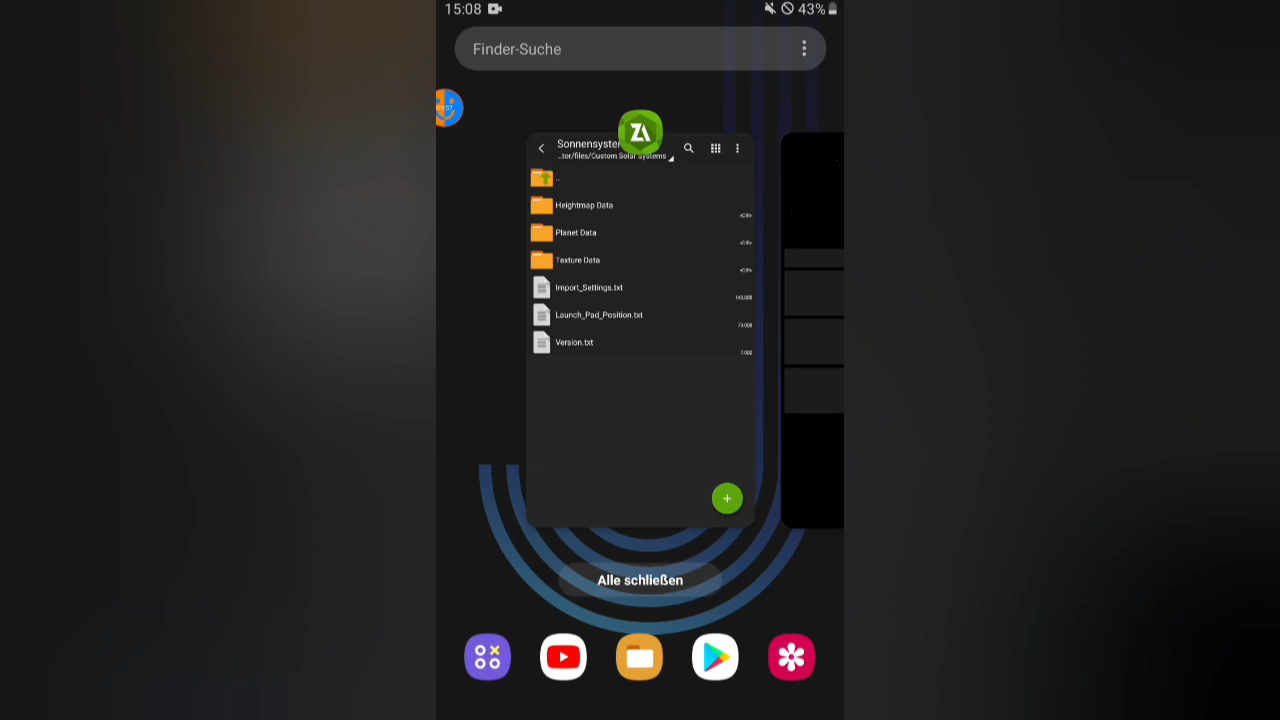 15:08
43%
Finder-Suche
Sonnensyste
...tor/files/Custom Solar Systems
..
Heightmap Data
Planet Data
Texture Data
Import_Settings.txt
Launch_Pad_Position.txt
Version.txt
+
Alle schließen